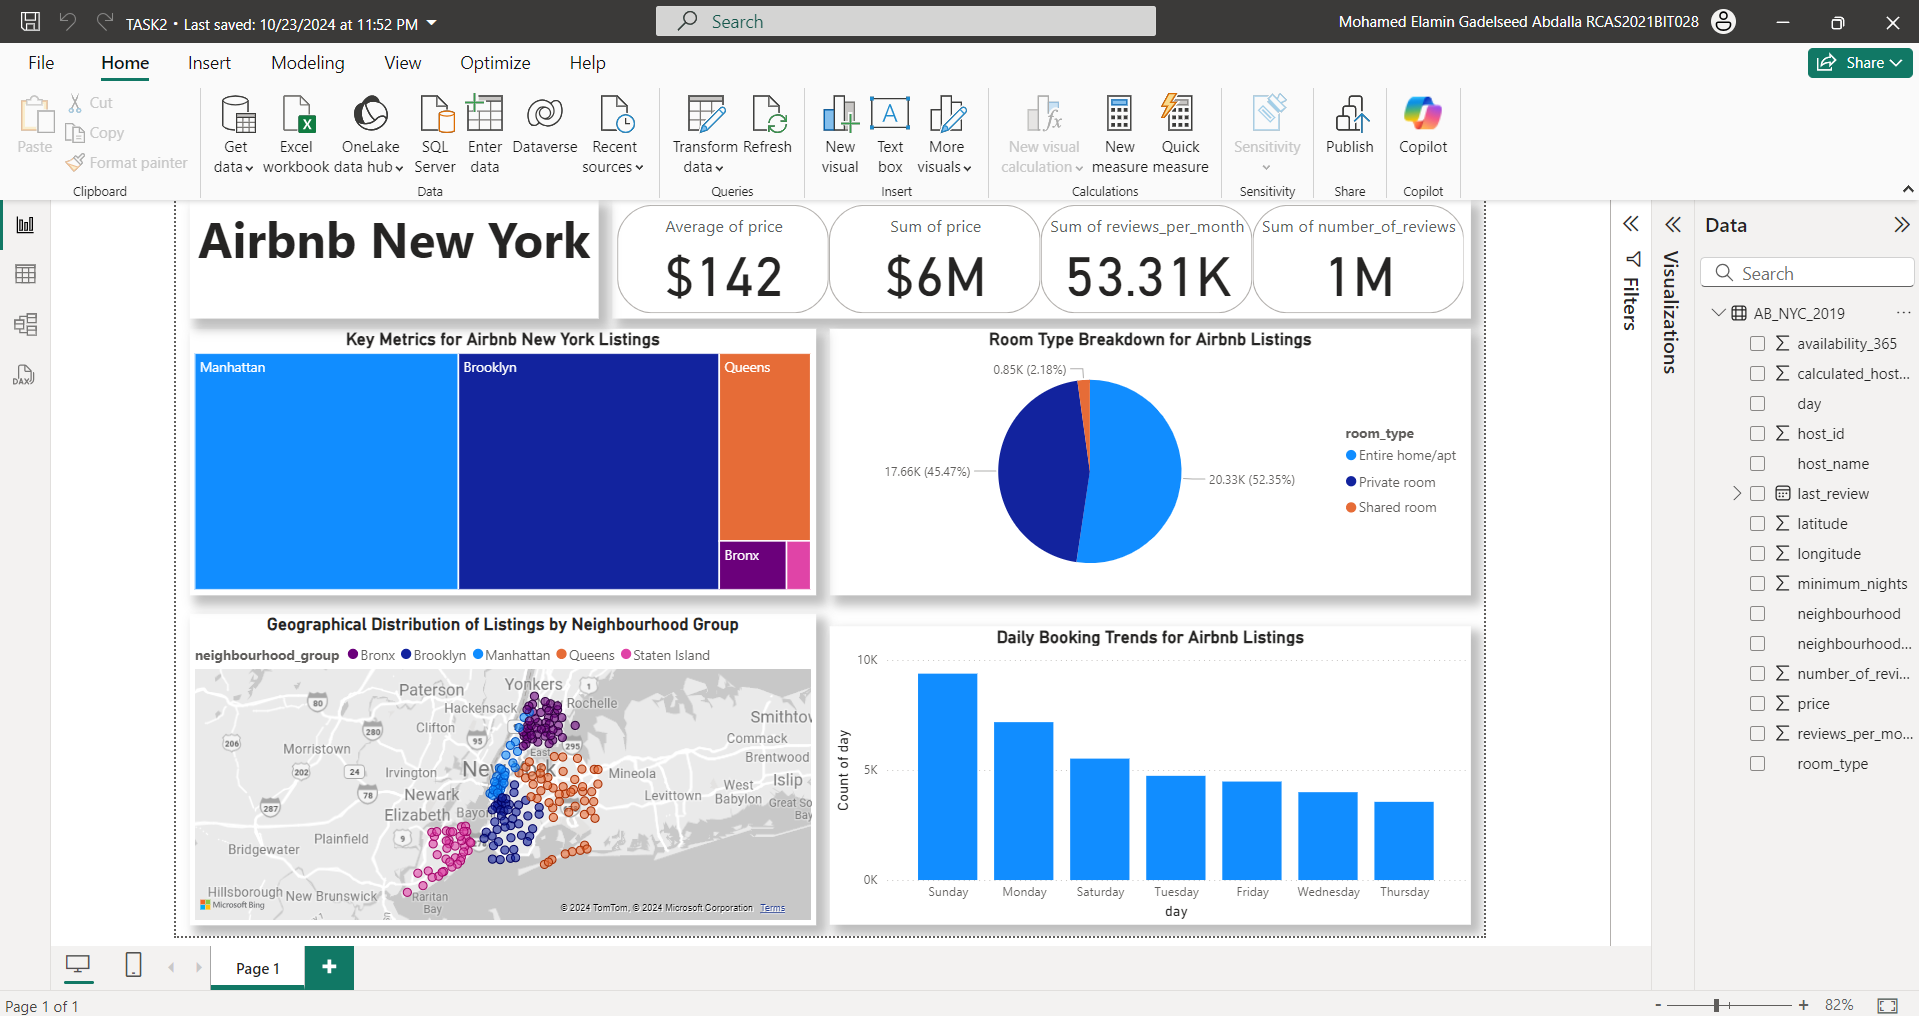 TASK2 • Last saved: 10/23/2024 at 11:52 PM
Search
Mohamed Elamin Gadelseed Abdalla RCAS2021BIT028
File
Home
Insert
Modeling
View
Optimize
Help
Share
Paste
Cut
Copy
Format painter
Clipboard
Get data
Excel workbook
OneLake data hub
SQL Server
Enter data
Dataverse
Recent sources
Data
Transform data
Refresh
Queries
New visual
Text box
More visuals
Insert
New visual calculation
New measure
Quick measure
Calculations
Sensitivity
Sensitivity
Publish
Share
Copilot
Copilot
DAX
Airbnb New York
Average of price
$142
Sum of price
$6M
Sum of reviews_per_month
53.31K
Sum of number_of_reviews
1M
Key Metrics for Airbnb New York Listings
Manhattan
Brooklyn
Queens
Bronx
Room Type Breakdown for Airbnb Listings
0.85K (2.18%)
17.66K (45.47%)
20.33K (52.35%)
room_type
Entire home/apt
Private room
Shared room
Geographical Distribution of Listings by Neighbourhood Group
neighbourhood_group
Bronx
Brooklyn
Manhattan
Queens
Staten Island
Yonkers
Paterson
Hackensack
Rochelle
Clifton
Smithtow
Commack
Brentwood
Morristown
Irvington
Mineola
Islip
Newark
West Babylon
Levittown
Great So
Bay
Elizabeth
Bayon
Plainfield
Bridgewater
Hillsborough
New Brunswick
Raritan Bay
80
1
280
95
206
295
202
24
78
287
9
Microsoft Bing
© 2024 TomTom, © 2024 Microsoft Corporation Terms
Daily Booking Trends for Airbnb Listings
10K
5K
0K
Count of day
Sunday
Monday
Saturday
Tuesday
Friday
Wednesday
Thursday
day
Filters
Visualizations
Data
Search
AB_NYC_2019
availability_365
calculated_host...
day
host_id
host_name
last_review
latitude
longitude
minimum_nights
neighbourhood
neighbourhood...
number_of_revi...
price
reviews_per_mo...
room_type
Page 1
Page 1 of 1
82%